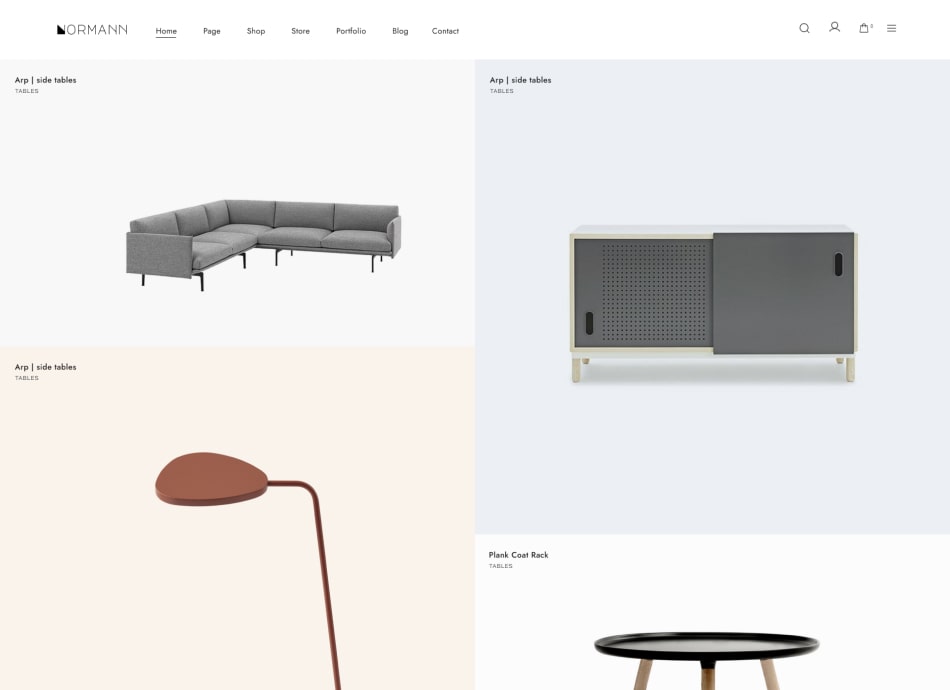 NORMANN
Home Page Shop Store Portfolio Blog Contact
0
Arp | side tables
TABLES
Arp | side tables
TABLES
Arp | side tables
TABLES
Plank Coat Rack
TABLES